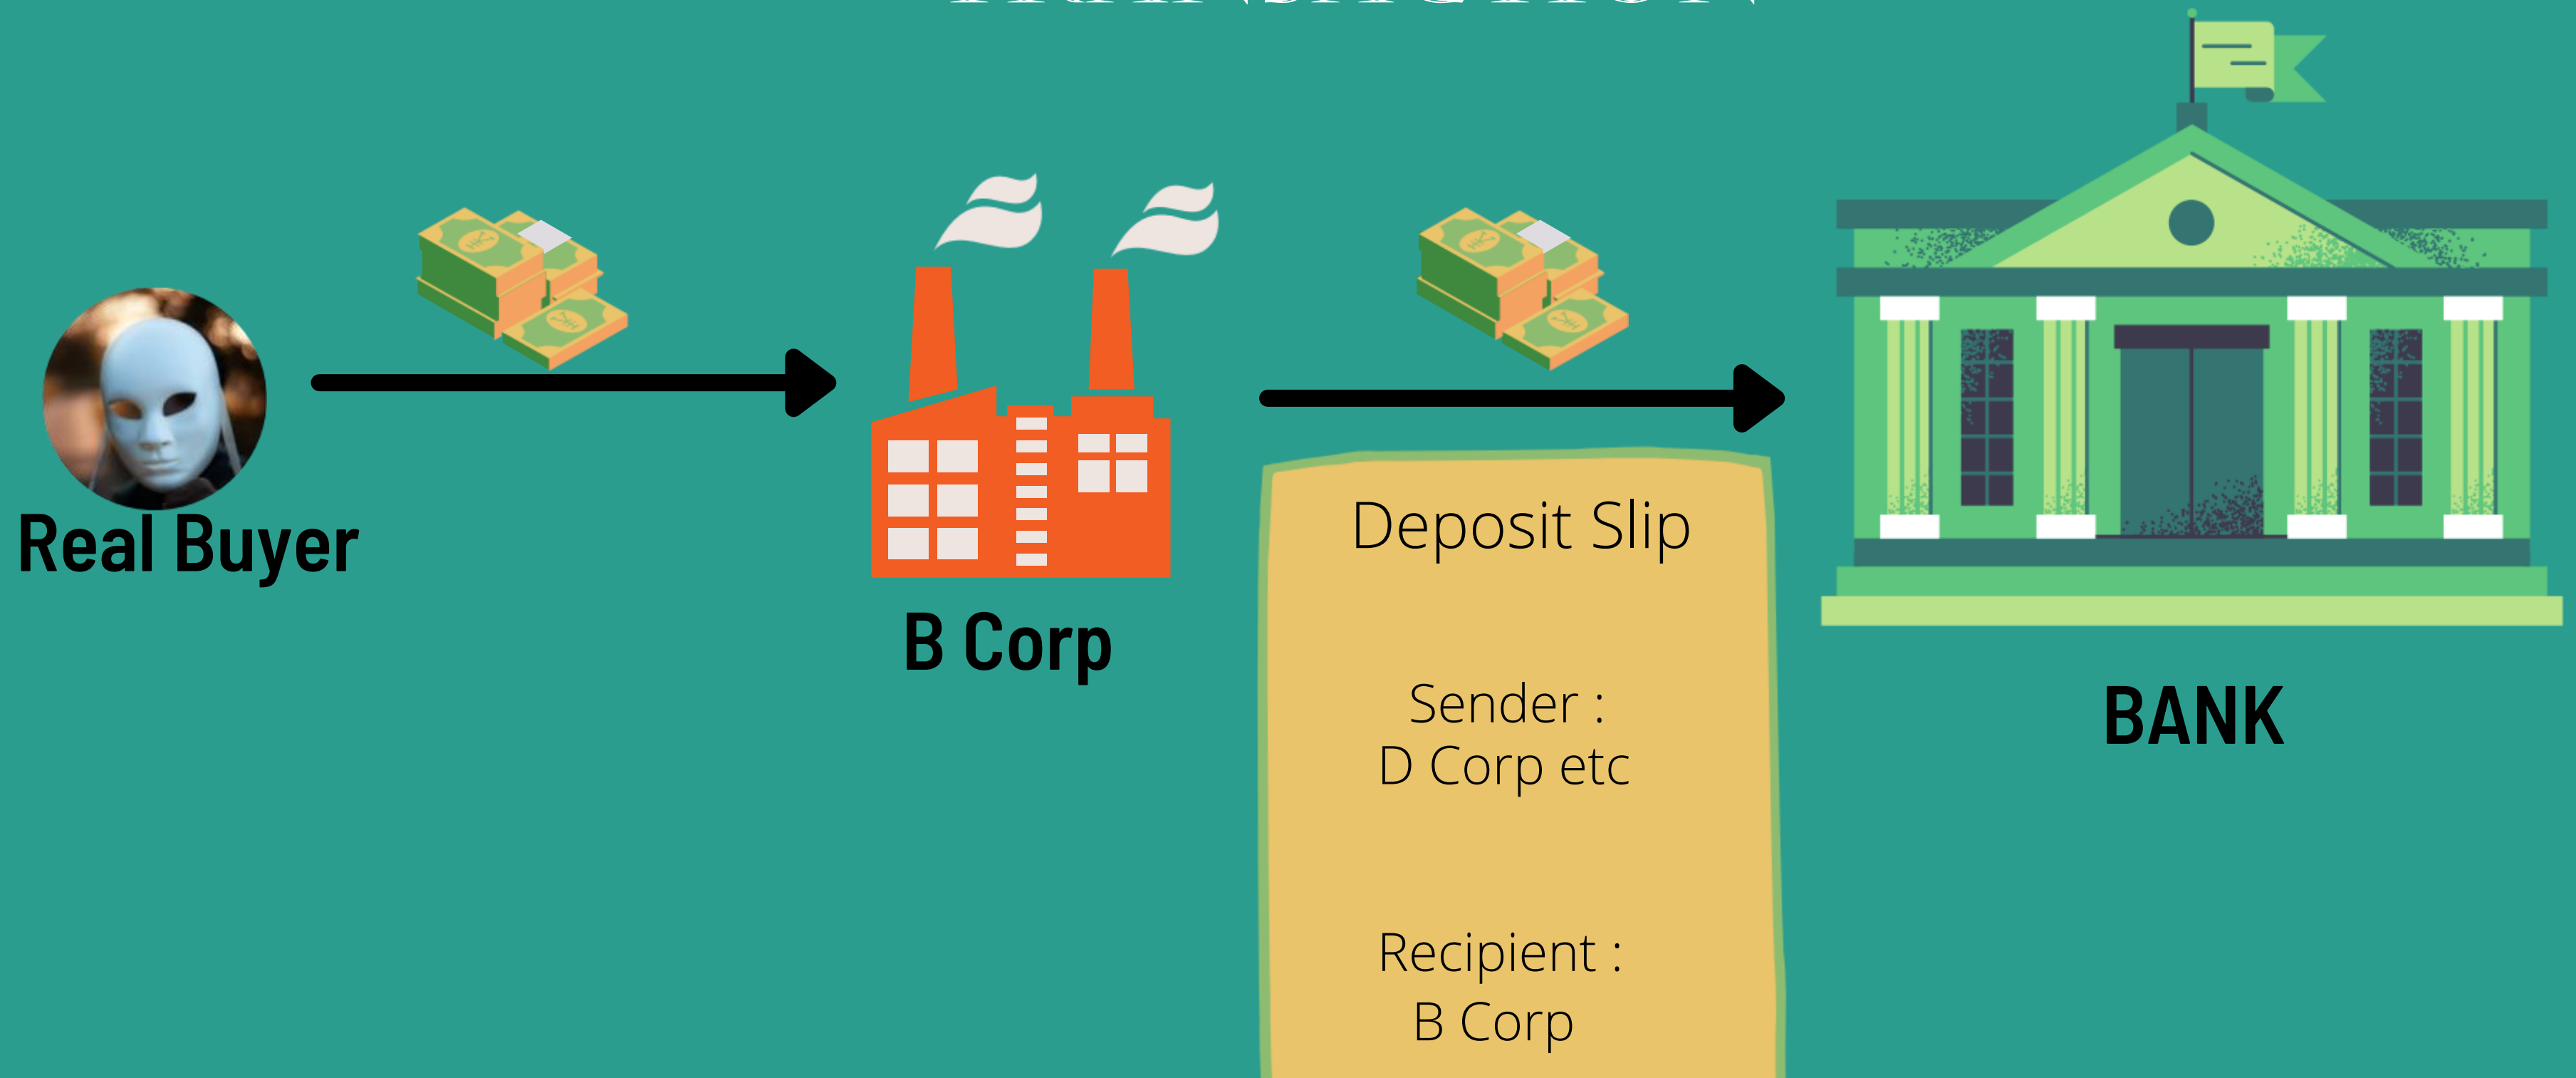 Real Buyer
B Corp
Deposit Slip
Sender :
D Corp etc
Recipient :
B Corp
BANK